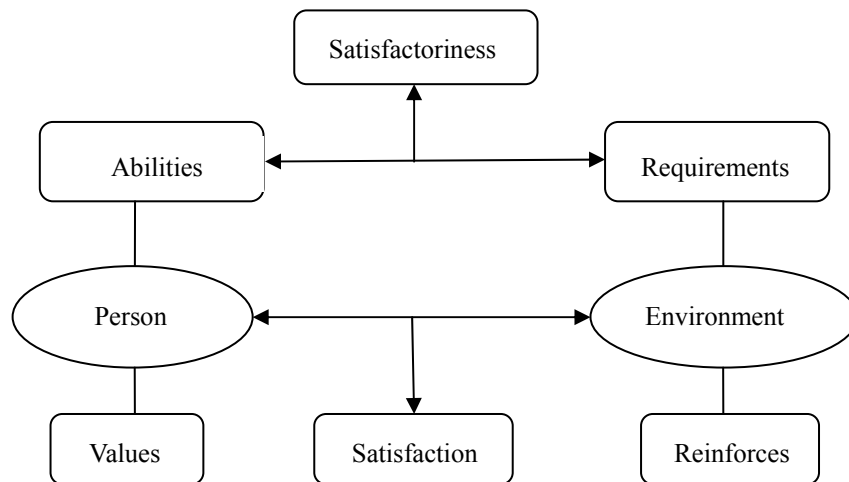 Satisfactoriness
Abilities
Requirements
Person
Environment
Values
Satisfaction
Reinforces